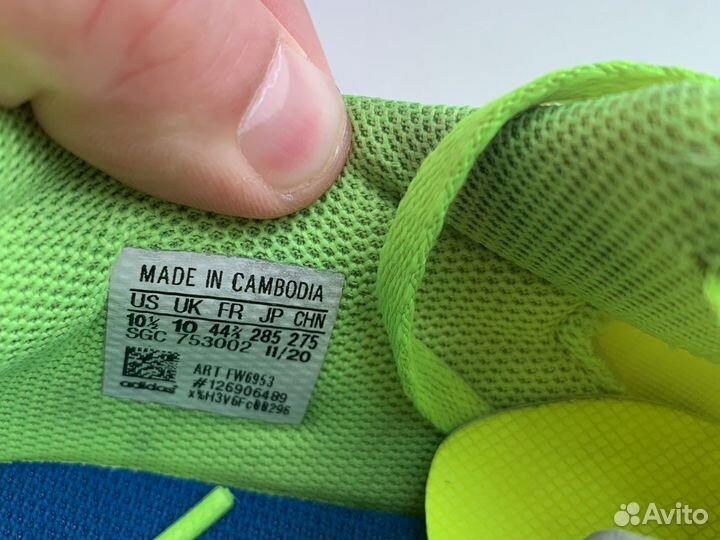 MADE IN CAMBODIA
US UK FR JP CHN
10½ 10 44⅔ 285 275
SGC 753002 11/20
ART FW6953
adidas #126906489
Avito